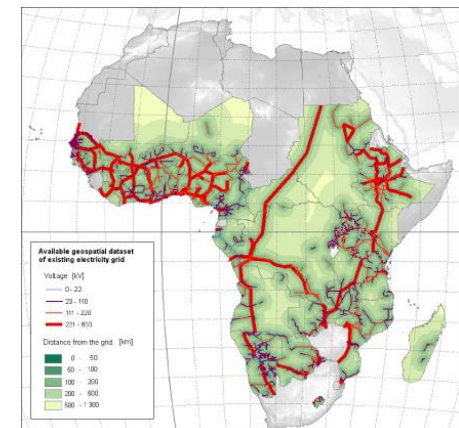 Available geospatial dataset
of existing electricity grid
Voltage [kV]
0 - 22
23 - 110
111 - 220
221 - 800
Distance from the grid [km]
0 - 50
50 - 100
100 - 200
200 - 500
500 - 1 300